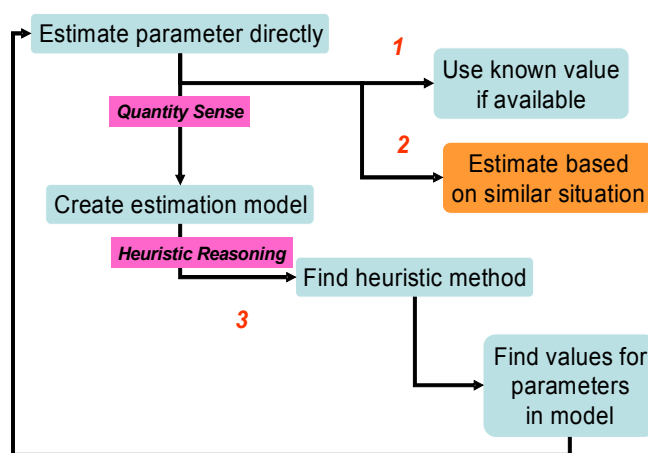 Estimate parameter directly
1
Use known value
if available
Quantity Sense
2
Estimate based
on similar situation
Create estimation model
Heuristic Reasoning
Find heuristic method
3
Find values for
parameters
in model